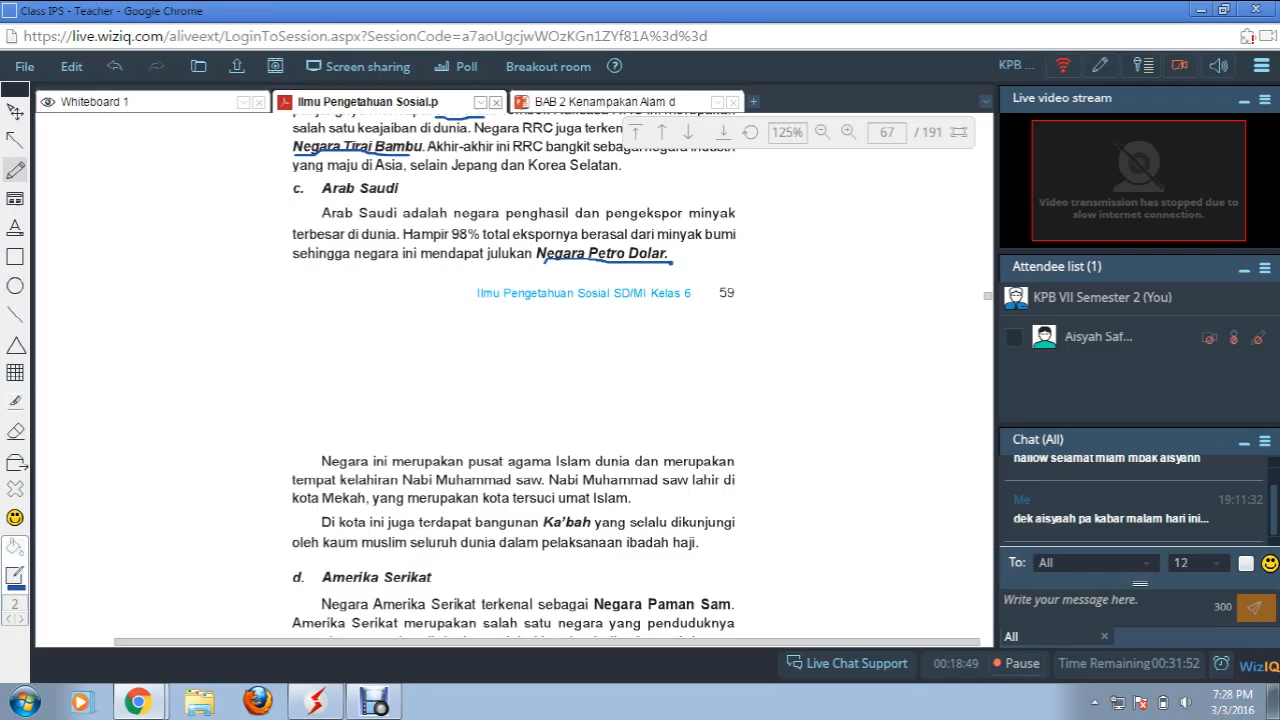 Class IPS - Teacher - Google Chrome
https://live.wiziq.com/aliveext/LoginToSession.aspx?SessionCode=a7aoUgcjwWOzKGn1ZYf81A%3d%3d
File Edit Screen sharing Poll Breakout room KPB ...
Whiteboard 1 Ilmu Pengetahuan Sosial.p BAB 2 Kenampakan Alam d
125% 67 / 191
salah satu keajaiban di dunia. Negara RRC juga terken
Negara Tirai Bambu. Akhir-akhir ini RRC bangkit sebagai negara industri
yang maju di Asia, selain Jepang dan Korea Selatan.
c. Arab Saudi
Arab Saudi adalah negara penghasil dan pengekspor minyak
terbesar di dunia. Hampir 98% total ekspornya berasal dari minyak bumi
sehingga negara ini mendapat julukan Negara Petro Dolar.
Ilmu Pengetahuan Sosial SD/MI Kelas 6 59
Negara ini merupakan pusat agama Islam dunia dan merupakan
tempat kelahiran Nabi Muhammad saw. Nabi Muhammad saw lahir di
kota Mekah, yang merupakan kota tersuci umat Islam.
Di kota ini juga terdapat bangunan Ka'bah yang selalu dikunjungi
oleh kaum muslim seluruh dunia dalam pelaksanaan ibadah haji.
d. Amerika Serikat
Negara Amerika Serikat terkenal sebagai Negara Paman Sam.
Amerika Serikat merupakan salah satu negara yang penduduknya
2
Live video stream
Video transmission has stopped due to
slow internet connection.
Attendee list (1)
KPB VII Semester 2 (You)
Aisyah Saf...
Chat (All)
hallow selamat mlam mbak aisyahh
Me 19:11:32
dek aisyaah pa kabar malam hari ini...
To: All 12
Write your message here. 300
All
Live Chat Support 00:18:49 Pause Time Remaining 00:31:52 WizIQ
7:28 PM
3/3/2016